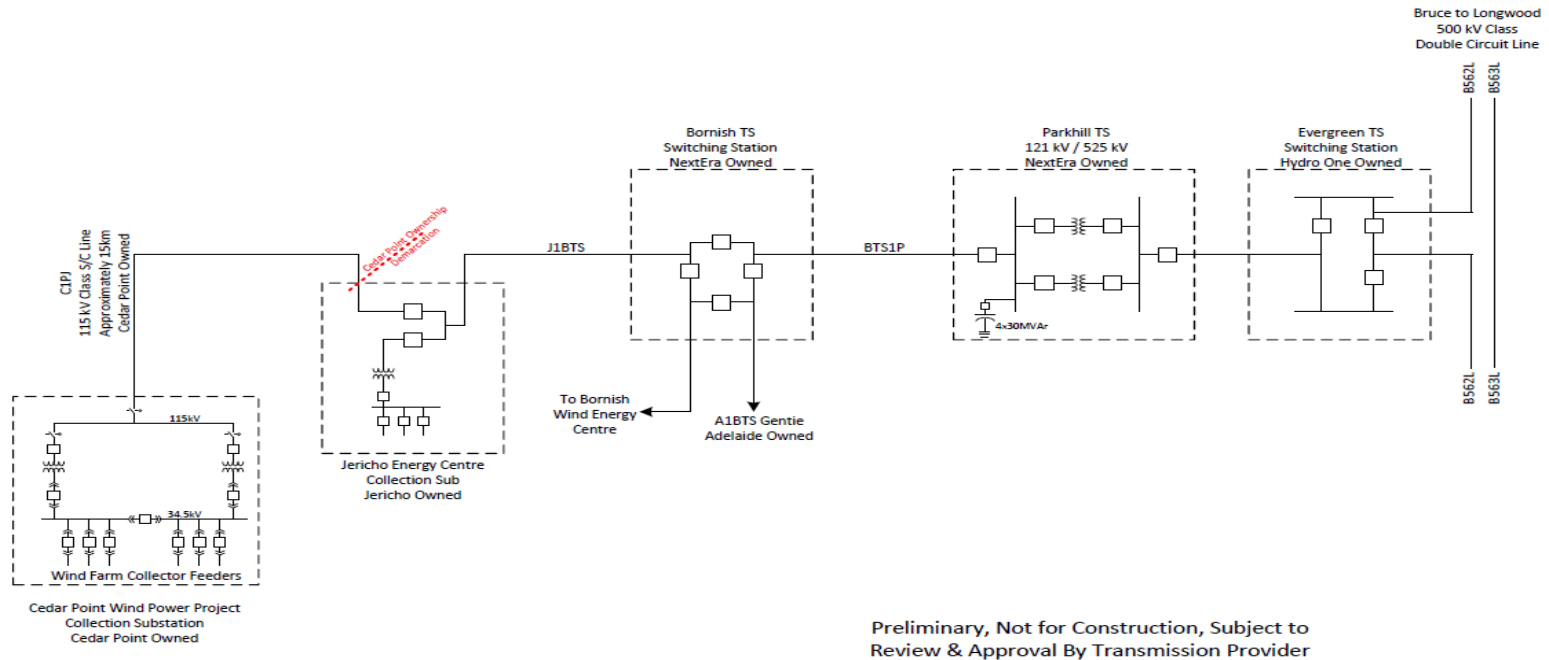 Bruce to Longwood
500 kV Class
Double Circuit Line
B562L
B563L
Bornish TS
Switching Station
NextEra Owned
Parkhill TS
121 kV / 525 kV
NextEra Owned
Evergreen TS
Switching Station
Hydro One Owned
Cedar Point Ownership
Demarcation
J1BTS
BTS1P
C1PJ
115 kV Class S/C Line
Approximately 15km
Cedar Point Owned
4x30MVAr
B562L
B563L
To Bornish
Wind Energy
Centre
A1BTS Gentie
Adelaide Owned
115kV
Jericho Energy Centre
Collection Sub
Jericho Owned
34.5kV
Wind Farm Collector Feeders
Cedar Point Wind Power Project
Collection Substation
Cedar Point Owned
Preliminary, Not for Construction, Subject to
Review & Approval By Transmission Provider